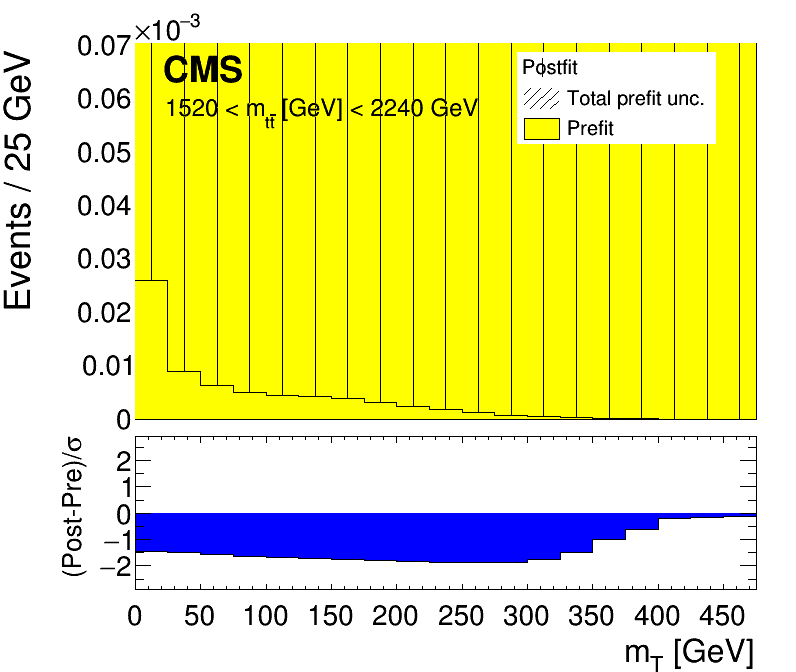 ×10⁻³
0.07
0.06
0.05
0.04
0.03
0.02
0.01
0
Events / 25 GeV
CMS
1520 < m_tt̄ [GeV] < 2240 GeV
Postfit
Total prefit unc.
Prefit
(Post-Pre)/σ
2
1
0
−1
−2
0 50 100 150 200 250 300 350 400 450
m_T [GeV]